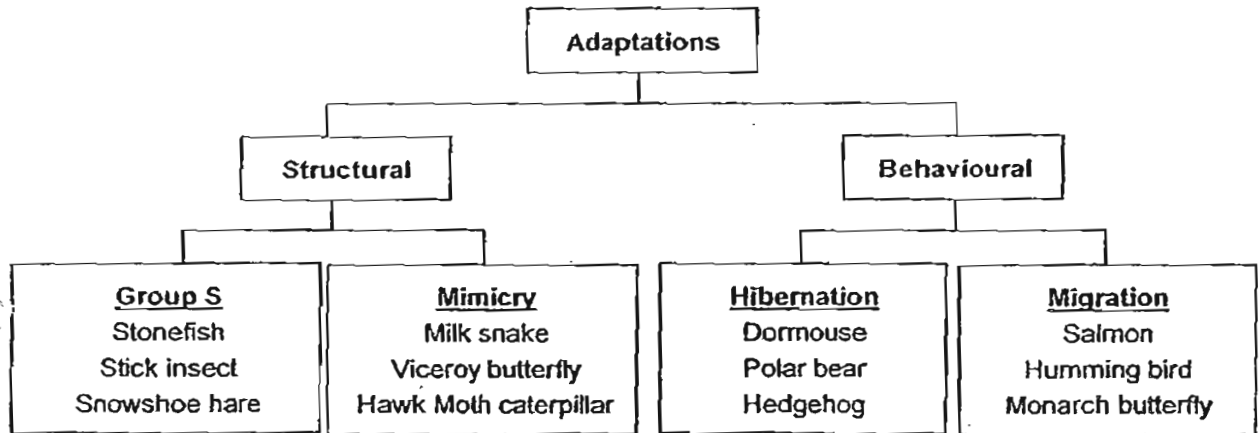 Adaptations
Structural
Behavioural
Group S
Stonefish
Stick insect
Snowshoe hare
Mimicry
Milk snake
Viceroy butterfly
Hawk Moth caterpillar
Hibernation
Dormouse
Polar bear
Hedgehog
Migration
Salmon
Humming bird
Monarch butterfly